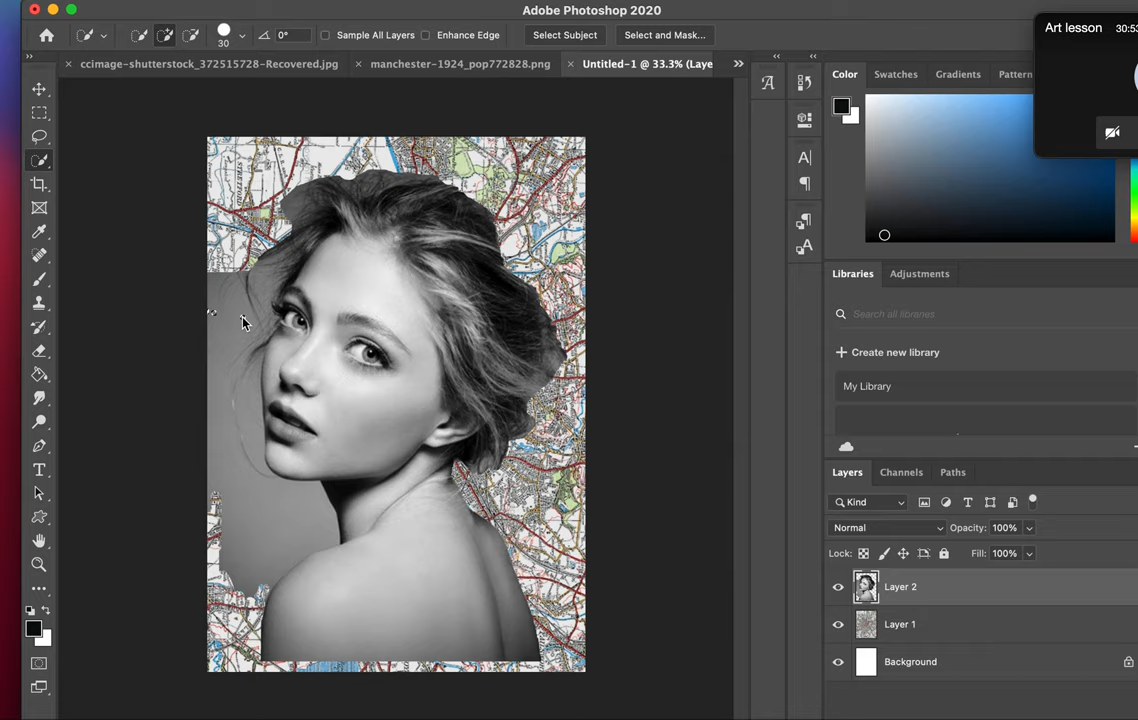 Adobe Photoshop 2020
Art lesson
30:53
30
0°
Sample All Layers
Enhance Edge
Select Subject
Select and Mask...
ccimage-shutterstock_372515728-Recovered.jpg
manchester-1924_pop772828.png
Untitled-1 @ 33.3% (Laye
Color
Swatches
Gradients
Pattern
Libraries
Adjustments
Search all libraries
Create new library
My Library
Layers
Channels
Paths
Kind
Normal
Opacity: 100%
Lock:
Fill: 100%
Layer 2
Layer 1
Background